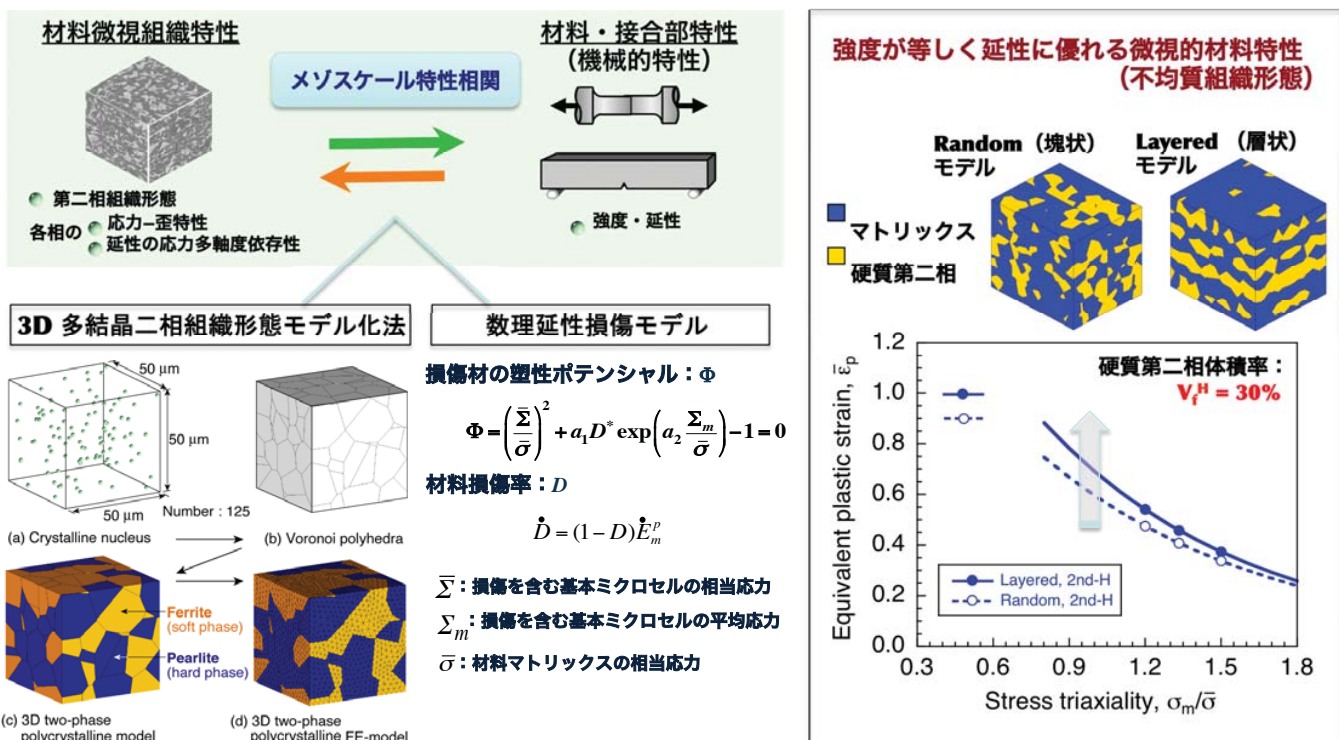 材料微視組織特性
メゾスケール特性相関
材料・接合部特性
(機械的特性)
第二相組織形態
各相の
応力–歪特性
延性の応力多軸度依存性
強度・延性
3D 多結晶二相組織形態モデル化法
50 μm
50 μm
50 μm
Number : 125
(a) Crystalline nucleus
(b) Voronoi polyhedra
Ferrite
(soft phase)
Pearlite
(hard phase)
(c) 3D two-phase
polycrystalline model
(d) 3D two-phase
polycrystalline FE-model
数理延性損傷モデル
損傷材の塑性ポテンシャル：Φ
Φ = (Σ̄/σ̄)² + a₁D* exp(a₂ Σₘ/σ̄) − 1 = 0
材料損傷率：D
Ḋ = (1 − D)Ėₘᵖ
Σ̄：損傷を含む基本ミクロセルの相当応力
Σₘ：損傷を含む基本ミクロセルの平均応力
σ̄：材料マトリックスの相当応力
強度が等しく延性に優れる微視的材料特性
(不均質組織形態)
Random（塊状）
モデル
Layered （層状）
モデル
マトリックス
硬質第二相
硬質第二相体積率：
V_f^H = 30%
Equivalent plastic strain, ε̄ₚ
1.2
1.0
0.8
0.6
0.4
0.2
0.0
Layered, 2nd-H
Random, 2nd-H
0.3 0.6 0.9 1.2 1.5 1.8
Stress triaxiality, σₘ/σ̄